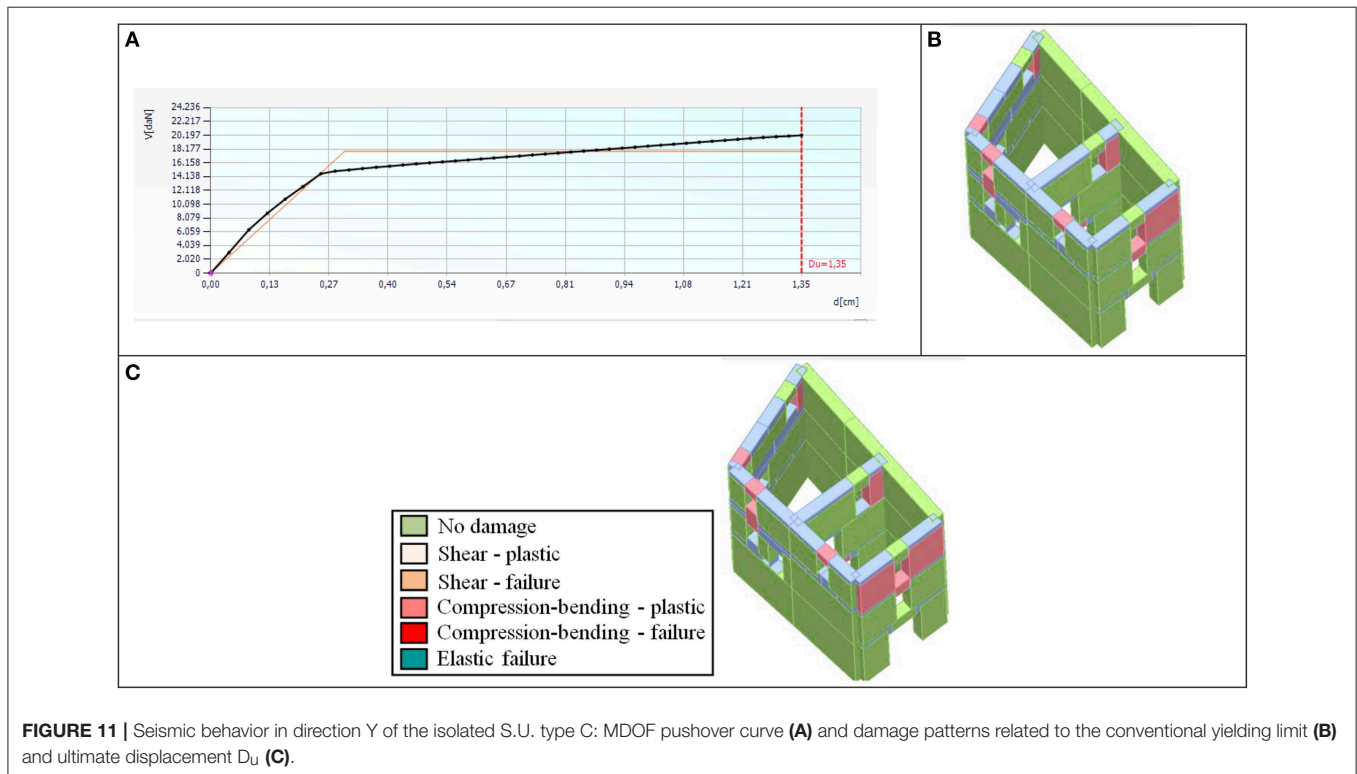 A
V[daN]
24.236
22.217
20.197
18.177
16.158
14.138
12.118
10.098
8.079
6.059
4.039
2.020
0
0,00 0,13 0,27 0,40 0,54 0,67 0,81 0,94 1,08 1,21 1,35
Du=1,35
d[cm]
B
C
No damage
Shear - plastic
Shear - failure
Compression-bending - plastic
Compression-bending - failure
Elastic failure
FIGURE 11 | Seismic behavior in direction Y of the isolated S.U. type C: MDOF pushover curve (A) and damage patterns related to the conventional yielding limit (B)
and ultimate displacement Du (C).